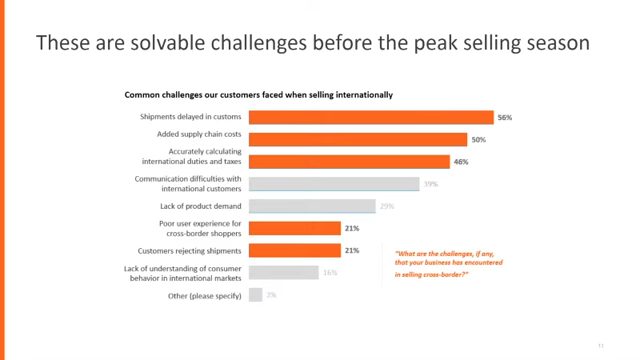 These are solvable challenges before the peak selling season
Common challenges our customers faced when selling internationally
Shipments delayed in customs
56%
Added supply chain costs
50%
Accurately calculating
international duties and taxes
46%
Communication difficulties with
international customers
39%
Lack of product demand
29%
Poor user experience for
cross-border shoppers
21%
Customers rejecting shipments
21%
Lack of understanding of consumer
behavior in international markets
16%
Other (please specify)
3%
"What are the challenges, if any,
that your business has encountered
in selling cross-border?"
11